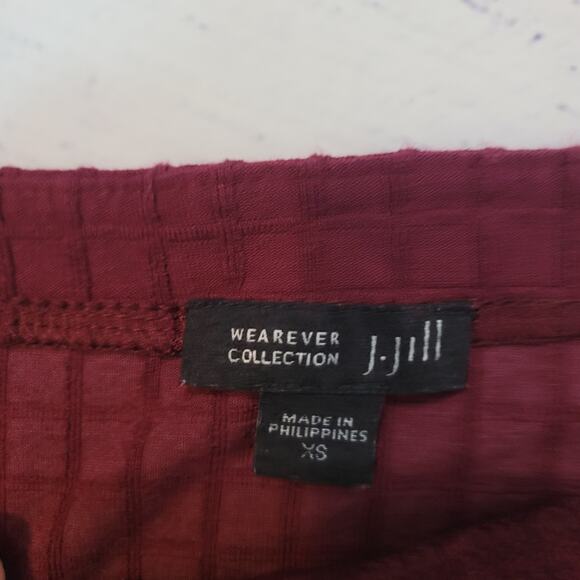 WEAREVER
COLLECTION
J.Jill
MADE IN
PHILIPPINES
XS